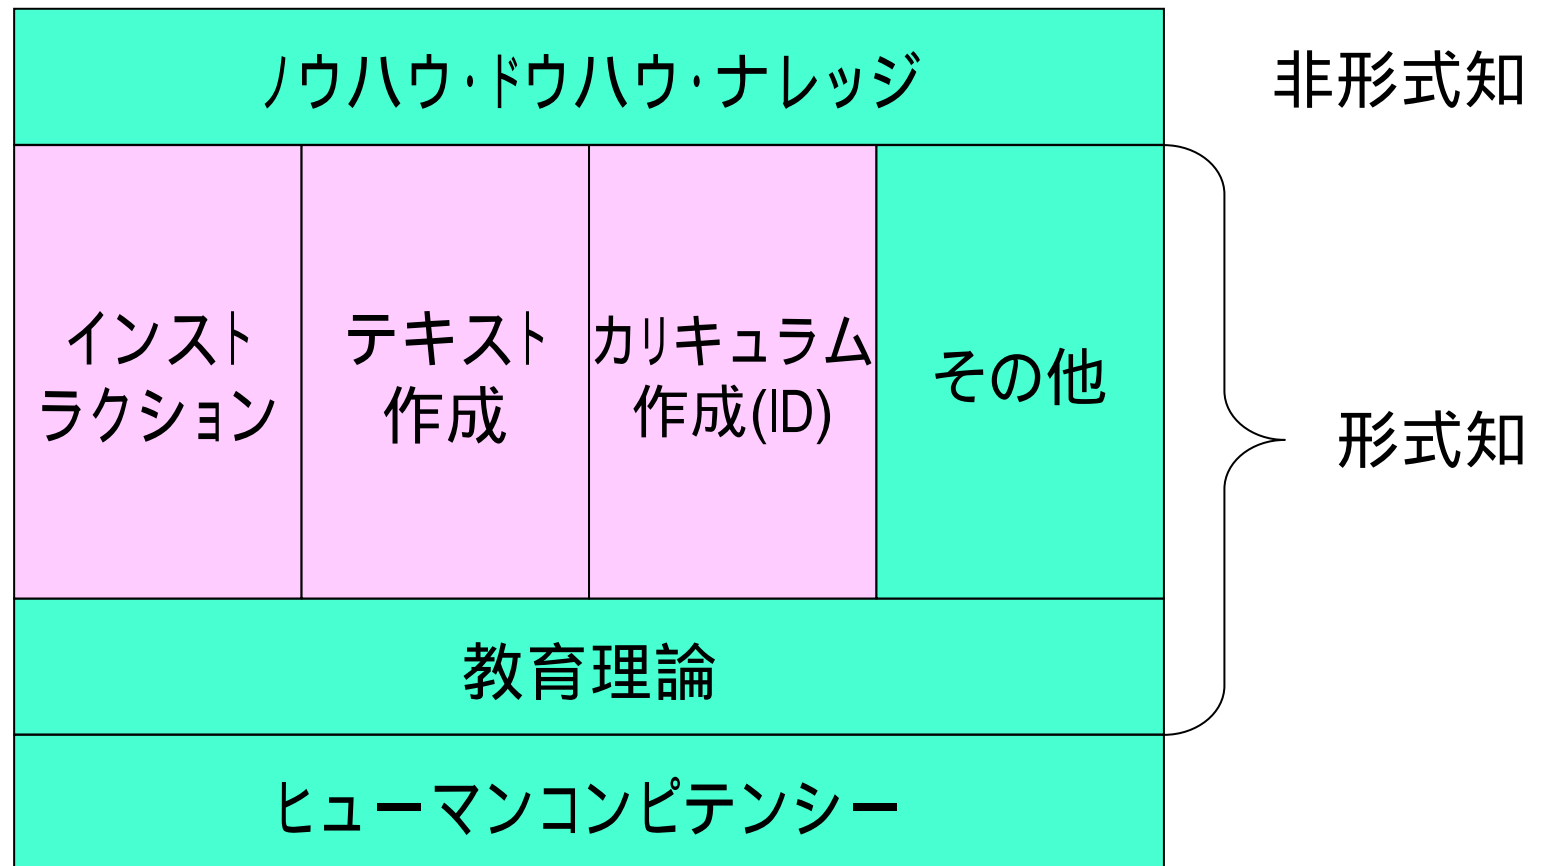 ノウハウ・ドウハウ・ナレッジ
非形式知
インスト
ラクション
テキスト
作成
カリキュラム
作成(ID)
その他
形式知
教育理論
ヒューマンコンピテンシー